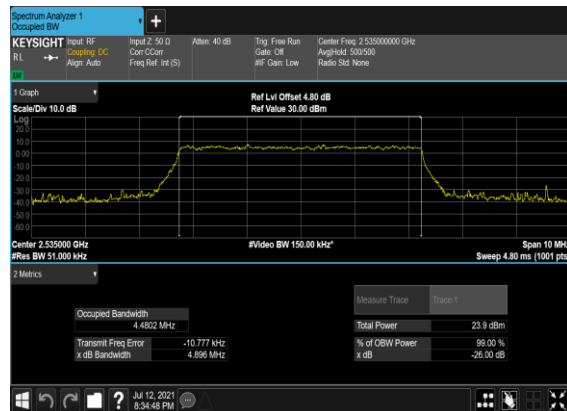 Spectrum Analyzer 1
Occupied BW
+
KEYSIGHT Input: RF Input Z: 50 Ω Atten: 40 dB Trig: Free Run Center Freq: 2.535000000 GHz
RL Coupling: DC Corr CCorr Gate: Off Avg|Hold: 500/500
Align: Auto Freq Ref: Int (S) #IF Gain: Low Radio Std: None
1 Graph
Ref Lvl Offset 4.80 dB
Scale/Div 10.0 dB Ref Value 30.00 dBm
Log
20.0
10.0
0.00
-10.0
-20.0
-30.0
-40.0
-50.0
-60.0
Center 2.535000 GHz #Video BW 150.00 kHz* Span 10 MHz
#Res BW 51.000 kHz Sweep 4.80 ms (1001 pts)
2 Metrics
Measure Trace Trace 1
Occupied Bandwidth
4.4802 MHz Total Power 23.9 dBm
Transmit Freq Error -10.777 kHz % of OBW Power 99.00 %
x dB Bandwidth 4.896 MHz x dB -26.00 dB
? Jul 12, 2021
8:34:48 PM